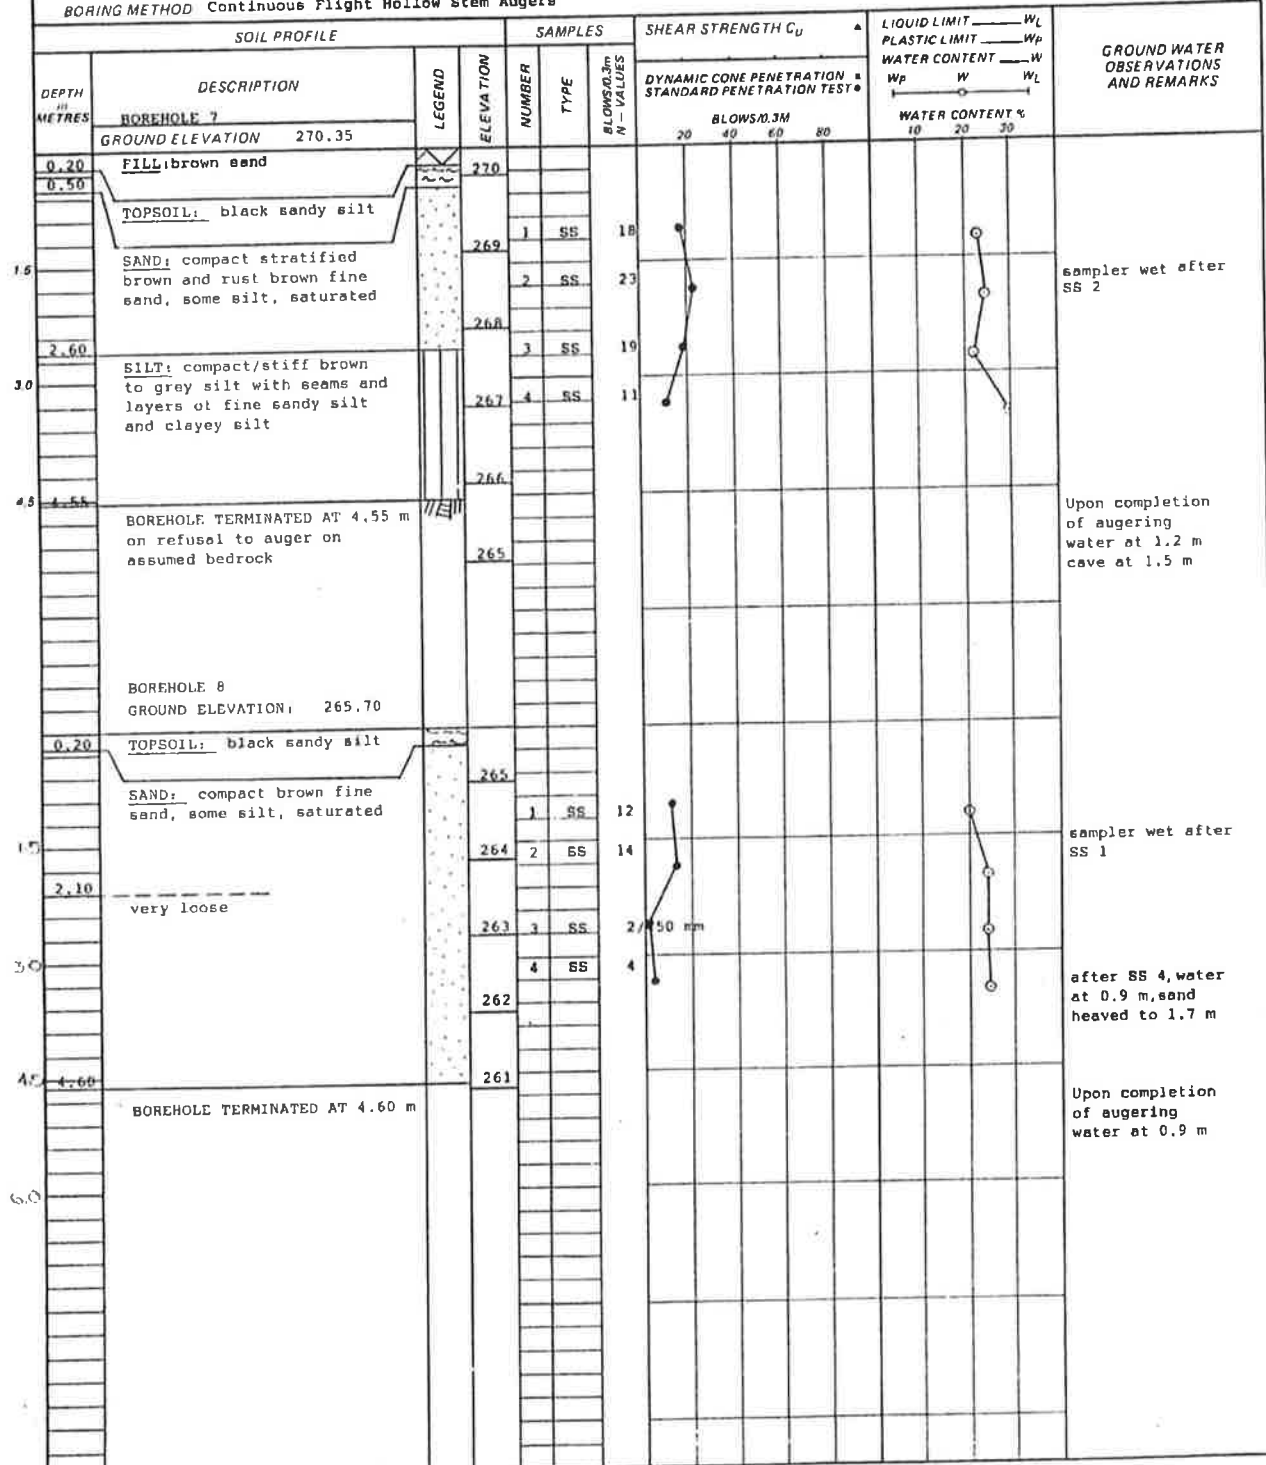 BORING METHOD Continuous Flight Hollow Stem Augers
SOIL PROFILE
SAMPLES
SHEAR STRENGTH Cu ▲
LIQUID LIMIT WL
PLASTIC LIMIT WP
WATER CONTENT W
GROUND WATER
OBSERVATIONS
AND REMARKS
DEPTH
in
METRES
DESCRIPTION
LEGEND
ELEVATION
NUMBER
TYPE
BLOWS/0.3m
N - VALUES
DYNAMIC CONE PENETRATION ■
STANDARD PENETRATION TEST ●
WP W WL
BLOWS/0.3M
WATER CONTENT %
20 40 60 80
10 20 30
BOREHOLE 7
GROUND ELEVATION 270.35
0.20 FILL: brown sand 270
0.50
TOPSOIL: black sandy silt
1 SS 18
269
SAND: compact stratified
brown and rust brown fine
sand, some silt, saturated
1.5
2 SS 23
sampler wet after
SS 2
268
2.60
3 SS 19
SILT: compact/stiff brown
to grey silt with seams and
layers of fine sandy silt
and clayey silt
3.0
267 4 SS 11
266
4.5 4.55
BOREHOLE TERMINATED AT 4.55 m
on refusal to auger on
assumed bedrock
265
Upon completion
of augering
water at 1.2 m
cave at 1.5 m
BOREHOLE 8
GROUND ELEVATION: 265.70
0.20 TOPSOIL: black sandy silt
265
SAND: compact brown fine
sand, some silt, saturated
1 SS 12
1.5
264 2 SS 14
sampler wet after
SS 1
2.10
very loose
263 3 SS 2/450 mm
3.0
4 SS 4
262
after SS 4, water
at 0.9 m, sand
heaved to 1.7 m
4.5 4.60
261
BOREHOLE TERMINATED AT 4.60 m
Upon completion
of augering
water at 0.9 m
6.0